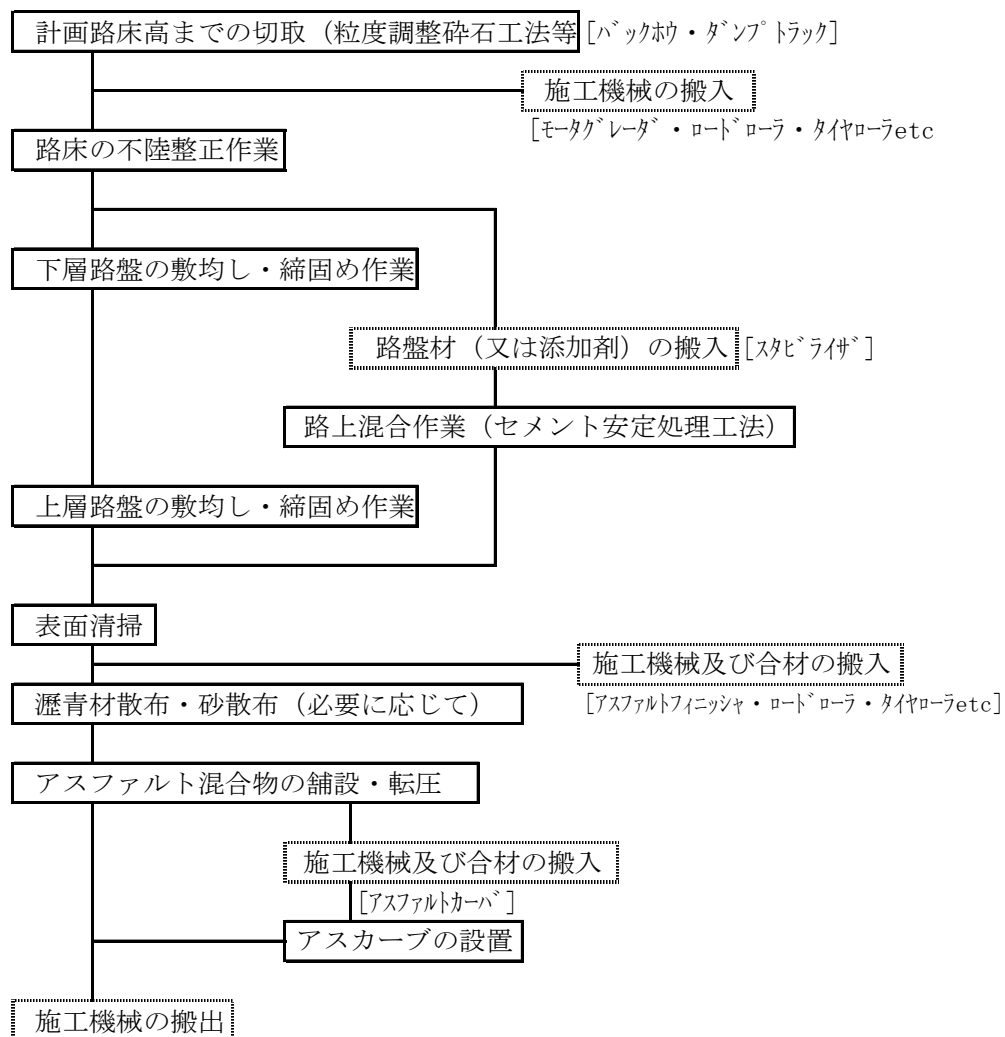 計画路床高までの切取（粒度調整砕石工法等 [ﾊﾞｯｸﾎｳ・ﾀﾞﾝﾌﾟﾄﾗｯｸ]
施工機械の搬入
[ﾓｰﾀｸﾞﾚｰﾀﾞ・ﾛｰﾄﾞﾛｰﾗ・ﾀｲﾔﾛｰﾗetc
路床の不陸整正作業
下層路盤の敷均し・締固め作業
路盤材（又は添加剤）の搬入 [ｽﾀﾋﾞﾗｲｻﾞ]
路上混合作業（セメント安定処理工法）
上層路盤の敷均し・締固め作業
表面清掃
施工機械及び合材の搬入
瀝青材散布・砂散布（必要に応じて） [ｱｽﾌｧﾙﾄﾌｨﾆｯｼｬ・ﾛｰﾄﾞﾛｰﾗ・ﾀｲﾔﾛｰﾗetc]
アスファルト混合物の舗設・転圧
施工機械及び合材の搬入
[ｱｽﾌｧﾙﾄｶｰﾊﾞ]
アスカーブの設置
施工機械の搬出